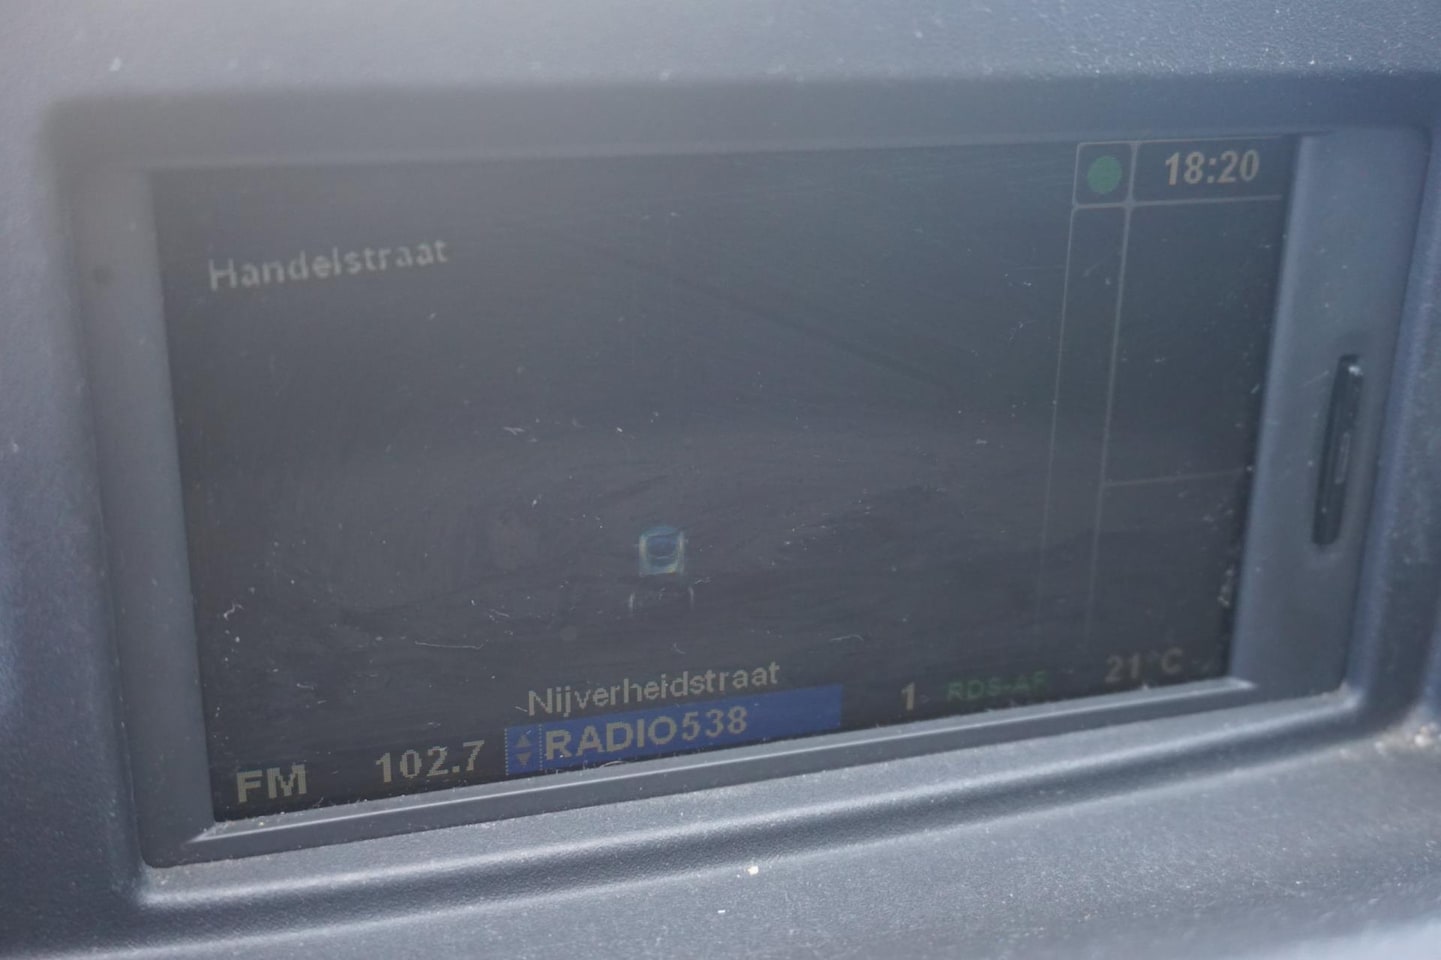 18:20
Handelstraat
Nijverheidstraat
21°C
1 RDS-AF
FM 102.7 RADIO538